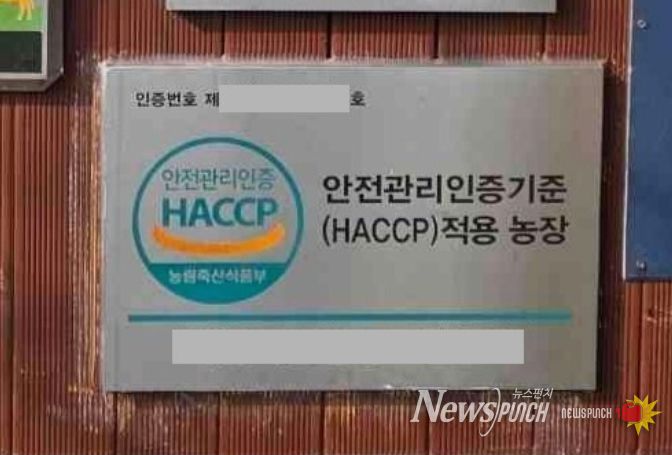 인증번호 제 호
안전관리인증
HACCP
농림축산식품부
안전관리인증기준
(HACCP)적용 농장
뉴스펀치
NEWSPUNCH
NEWSPUNCH